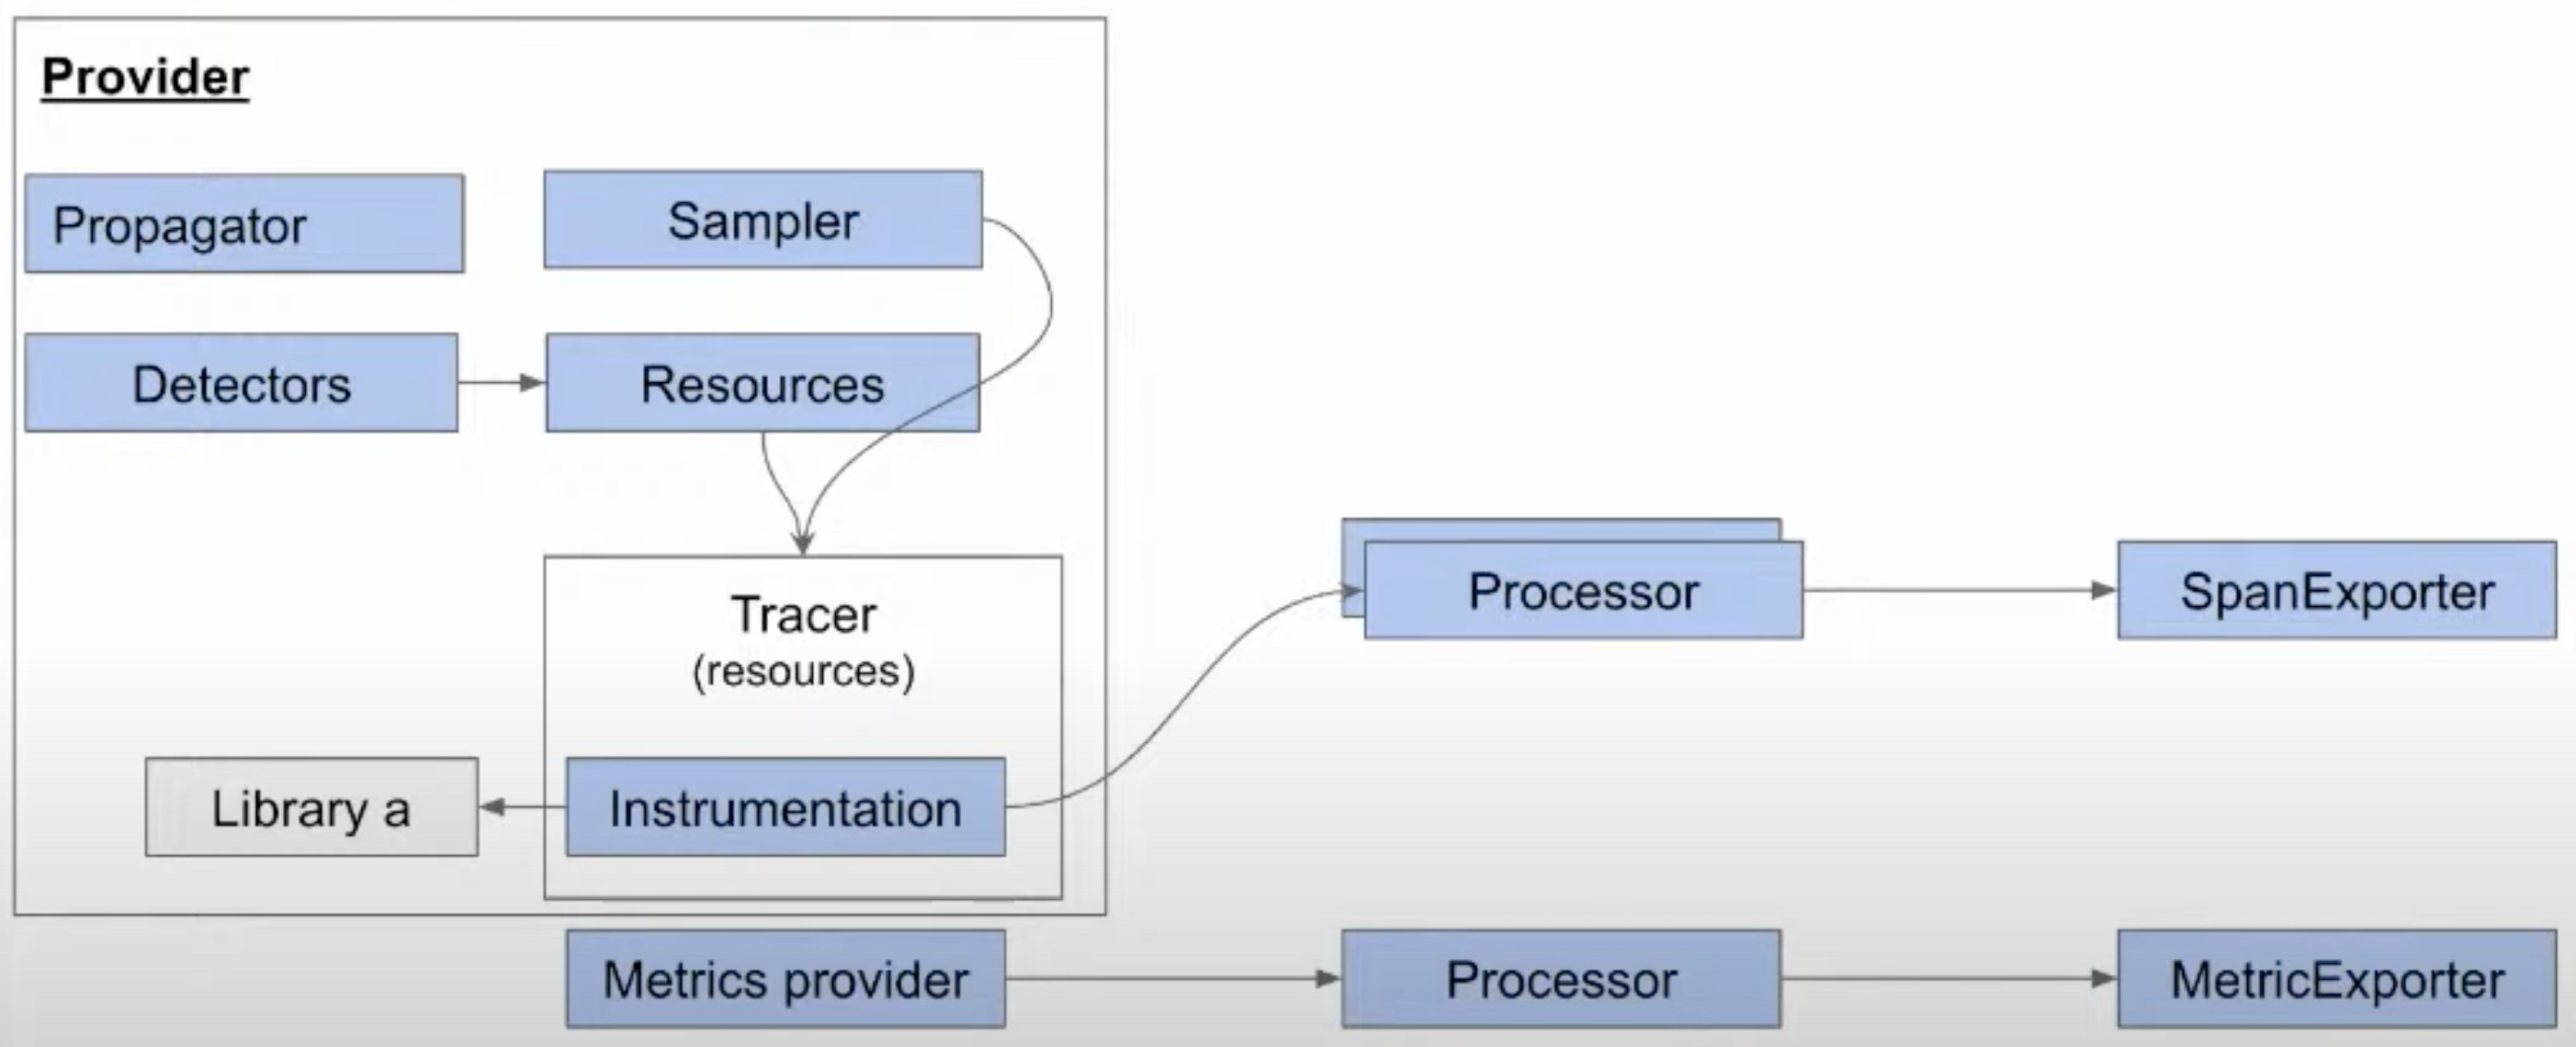 Provider
Propagator
Sampler
Detectors
Resources
Tracer
(resources)
Processor
SpanExporter
Library a
Instrumentation
Metrics provider
Processor
MetricExporter